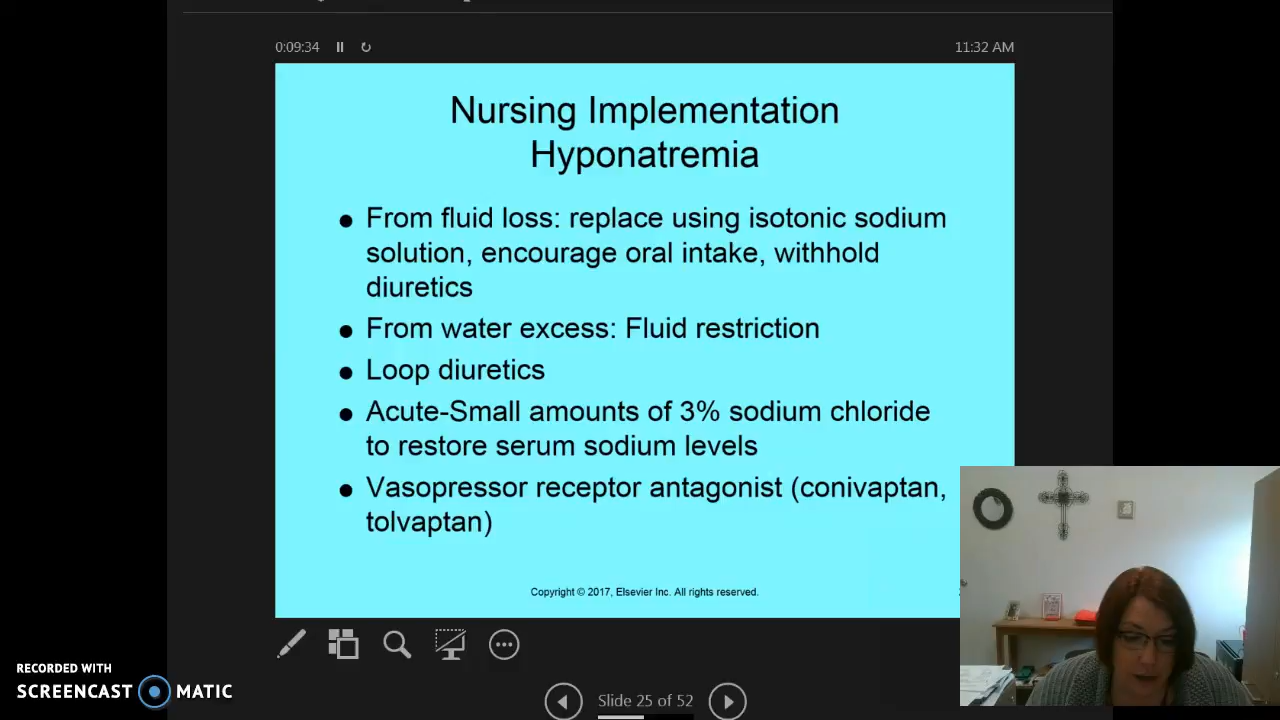 0:09:34
11:32 AM
Nursing Implementation
Hyponatremia
● From fluid loss: replace using isotonic sodium
solution, encourage oral intake, withhold
diuretics
● From water excess: Fluid restriction
● Loop diuretics
● Acute-Small amounts of 3% sodium chloride
to restore serum sodium levels
● Vasopressor receptor antagonist (conivaptan,
tolvaptan)
Copyright © 2017, Elsevier Inc. All rights reserved.
RECORDED WITH
SCREENCAST MATIC
Slide 25 of 52